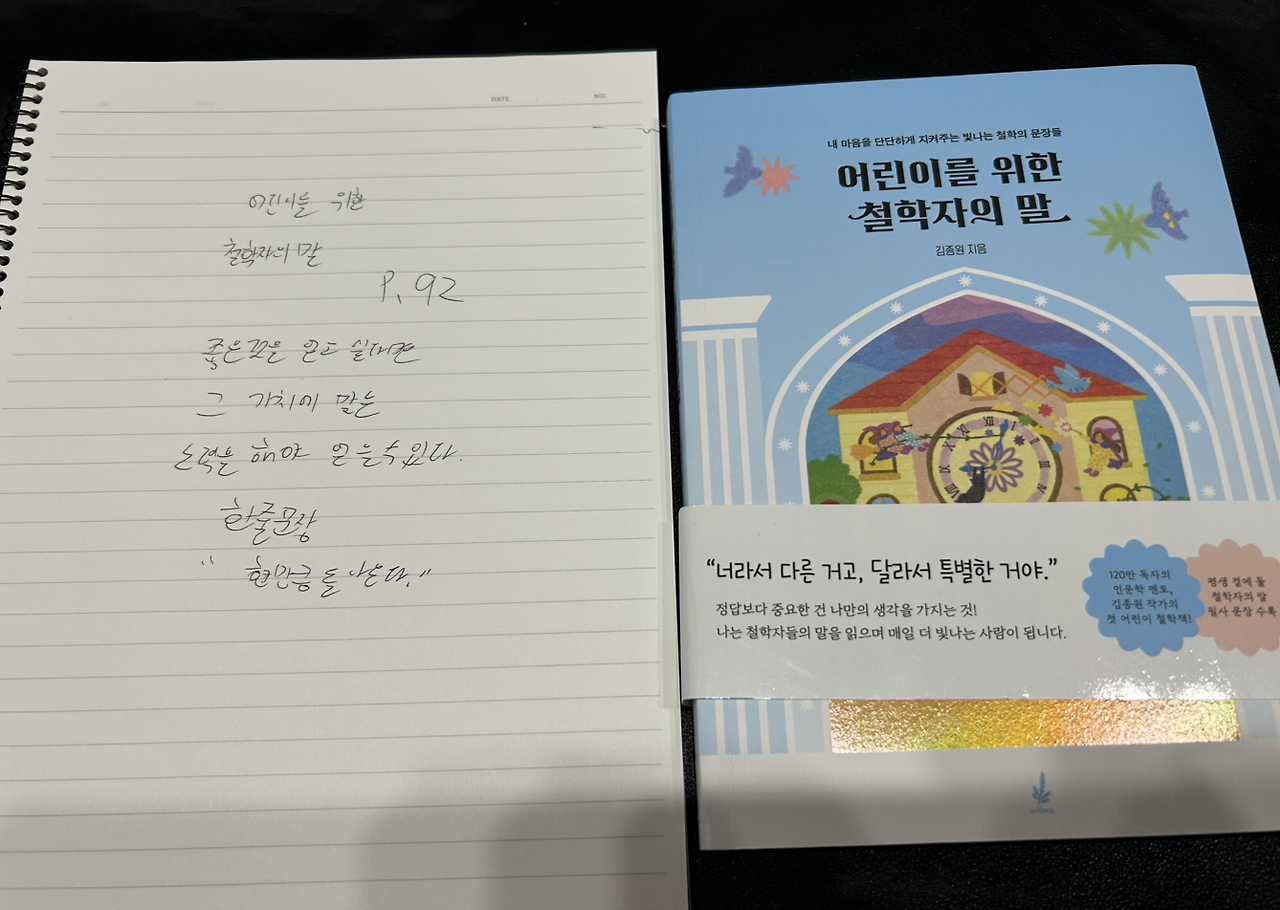 DATE.
NO.
어린이를 위한
철학자의 말
P. 92
좋은 것을 얻고 싶다면
그 가치에 맞는
노력을 해야 얻을 수 있다.
한줄문장
"한만큼 돌아온다."
내 마음을 단단하게 지켜주는 빛나는 철학의 문장들
어린이를 위한
철학자의 말
김종원 지음
“너라서 다른 거고, 달라서 특별한 거야.”
정답보다 중요한 건 나만의 생각을 가지는 것!
나는 철학자들의 말을 읽으며 매일 더 빛나는 사람이 됩니다.
120만 독자의
인문학 멘토,
김종원 작가의
첫 어린이 철학책!
평생 곁에 둘
철학자의 말
필사 문장 수록